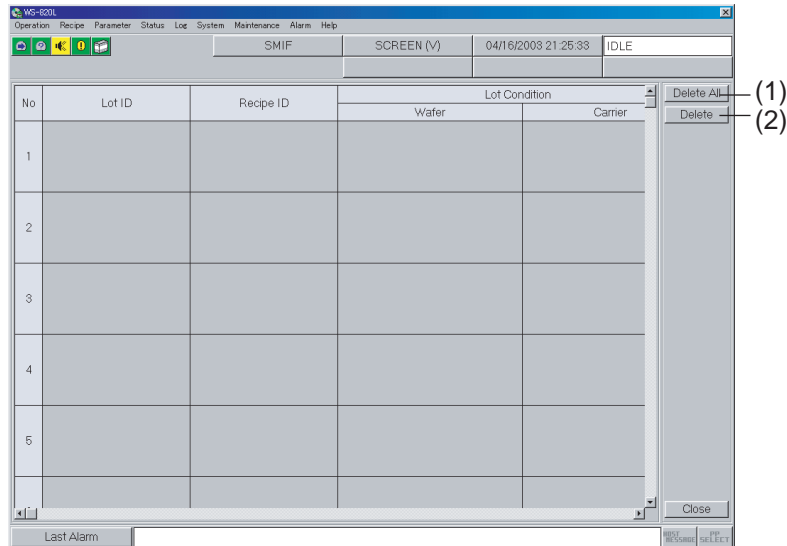 WS-820L
Operation Recipe Parameter Status Log System Maintenance Alarm Help
SMIF SCREEN (V) 04/16/2003 21:25:33 IDLE
No Lot ID Recipe ID Lot Condition
Wafer Carrier
Delete All (1)
Delete (2)
1
2
3
4
5
Close
Last Alarm HOST MESSAGE PP SELECT